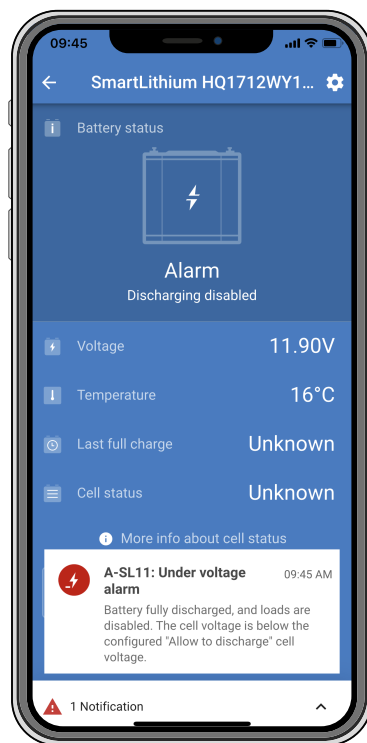 09:45
SmartLithium HQ1712WY1...
Battery status
Alarm
Discharging disabled
Voltage 11.90V
Temperature 16°C
Last full charge Unknown
Cell status Unknown
More info about cell status
A-SL11: Under voltage 09:45 AM
alarm
Battery fully discharged, and loads are
disabled. The cell voltage is below the
configured "Allow to discharge" cell
voltage.
1 Notification